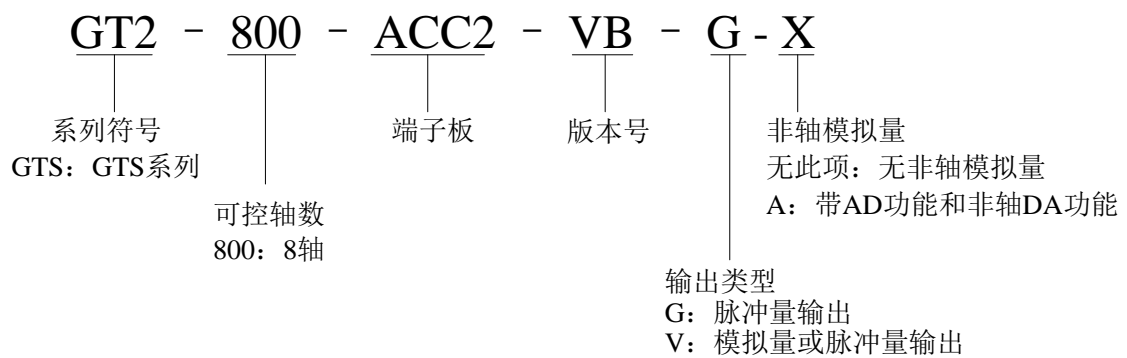 GT2 - 800 - ACC2 - VB - G - X
系列符号
GTS：GTS系列
可控轴数
800：8轴
端子板
版本号
输出类型
G：脉冲量输出
V：模拟量或脉冲量输出
非轴模拟量
无此项：无非轴模拟量
A：带AD功能和非轴DA功能